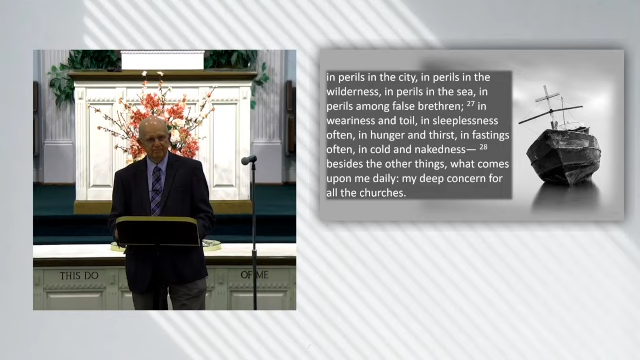 in perils in the city, in perils in the
wilderness, in perils in the sea, in
perils among false brethren; 27 in
weariness and toil, in sleeplessness
often, in hunger and thirst, in fastings
often, in cold and nakedness— 28
besides the other things, what comes
upon me daily: my deep concern for
all the churches.
THIS DO OF ME